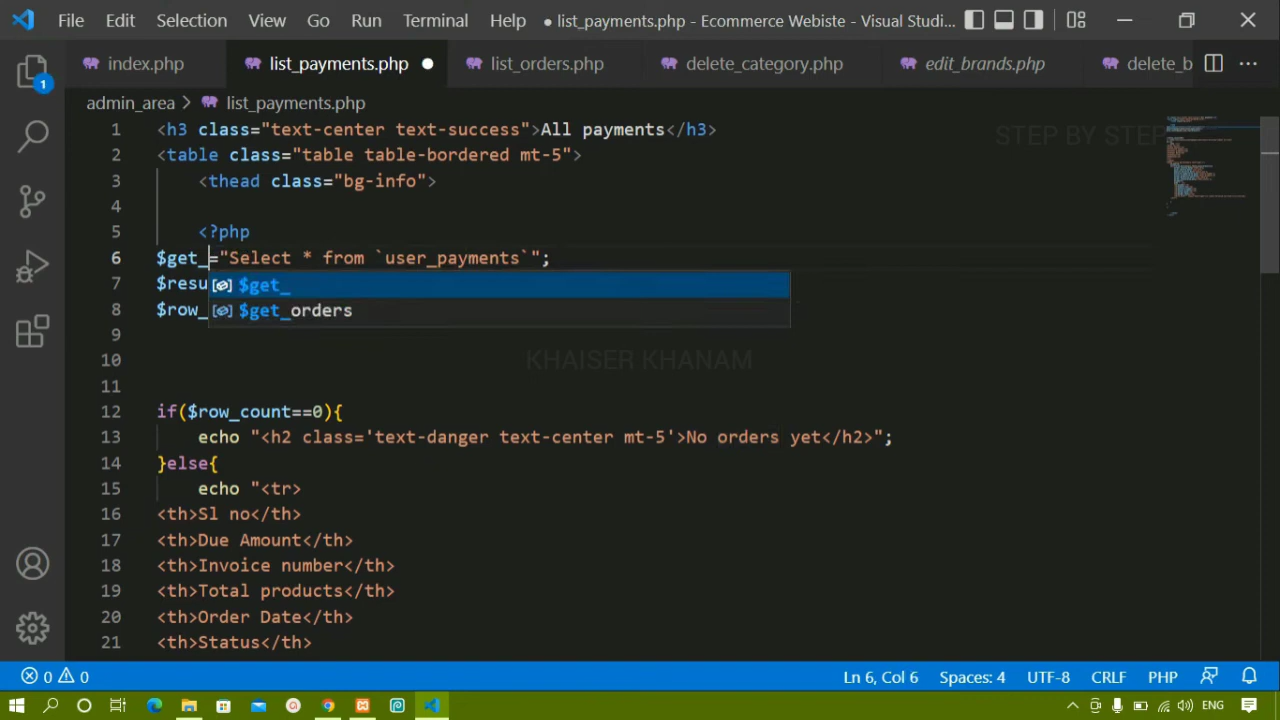 File Edit Selection View Go Run Terminal Help ● list_payments.php - Ecommerce Webiste - Visual Studi...
index.php list_payments.php ● list_orders.php delete_category.php edit_brands.php delete_b ···
1
admin_area > list_payments.php
STEP BY STEP
1 <h3 class="text-center text-success">All payments</h3>
2 <table class="table table-bordered mt-5">
3 <thead class="bg-info">
4
5 <?php
6 $get_="Select * from `user_payments`";
7 $resu
$get_
8 $row_
$get_orders
9
10
KHAISER KHANAM
11
12 if($row_count==0){
13 echo "<h2 class='text-danger text-center mt-5'>No orders yet</h2>";
14 }else{
15 echo "<tr>
16 <th>Sl no</th>
17 <th>Due Amount</th>
18 <th>Invoice number</th>
19 <th>Total products</th>
20 <th>Order Date</th>
21 <th>Status</th>
0 0 Ln 6, Col 6 Spaces: 4 UTF-8 CRLF PHP
ENG